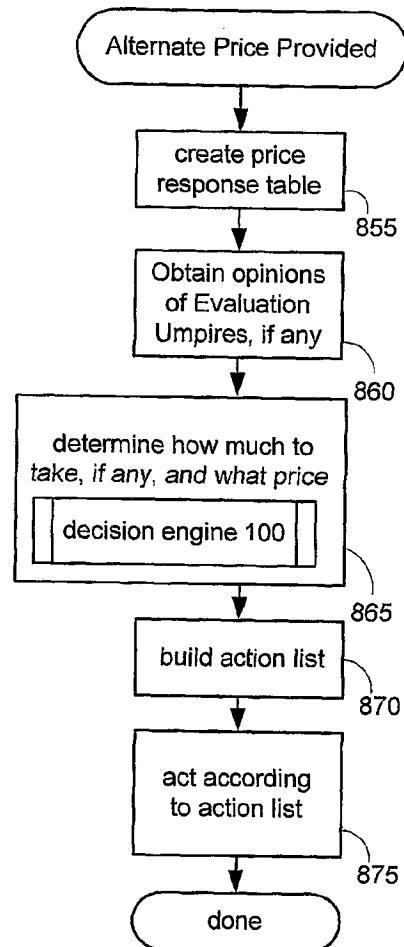 Alternate Price Provided
create price
response table
855
Obtain opinions
of Evaluation
Umpires, if any
860
determine how much to
take, if any, and what price
decision engine 100
865
build action list
870
act according
to action list
875
done